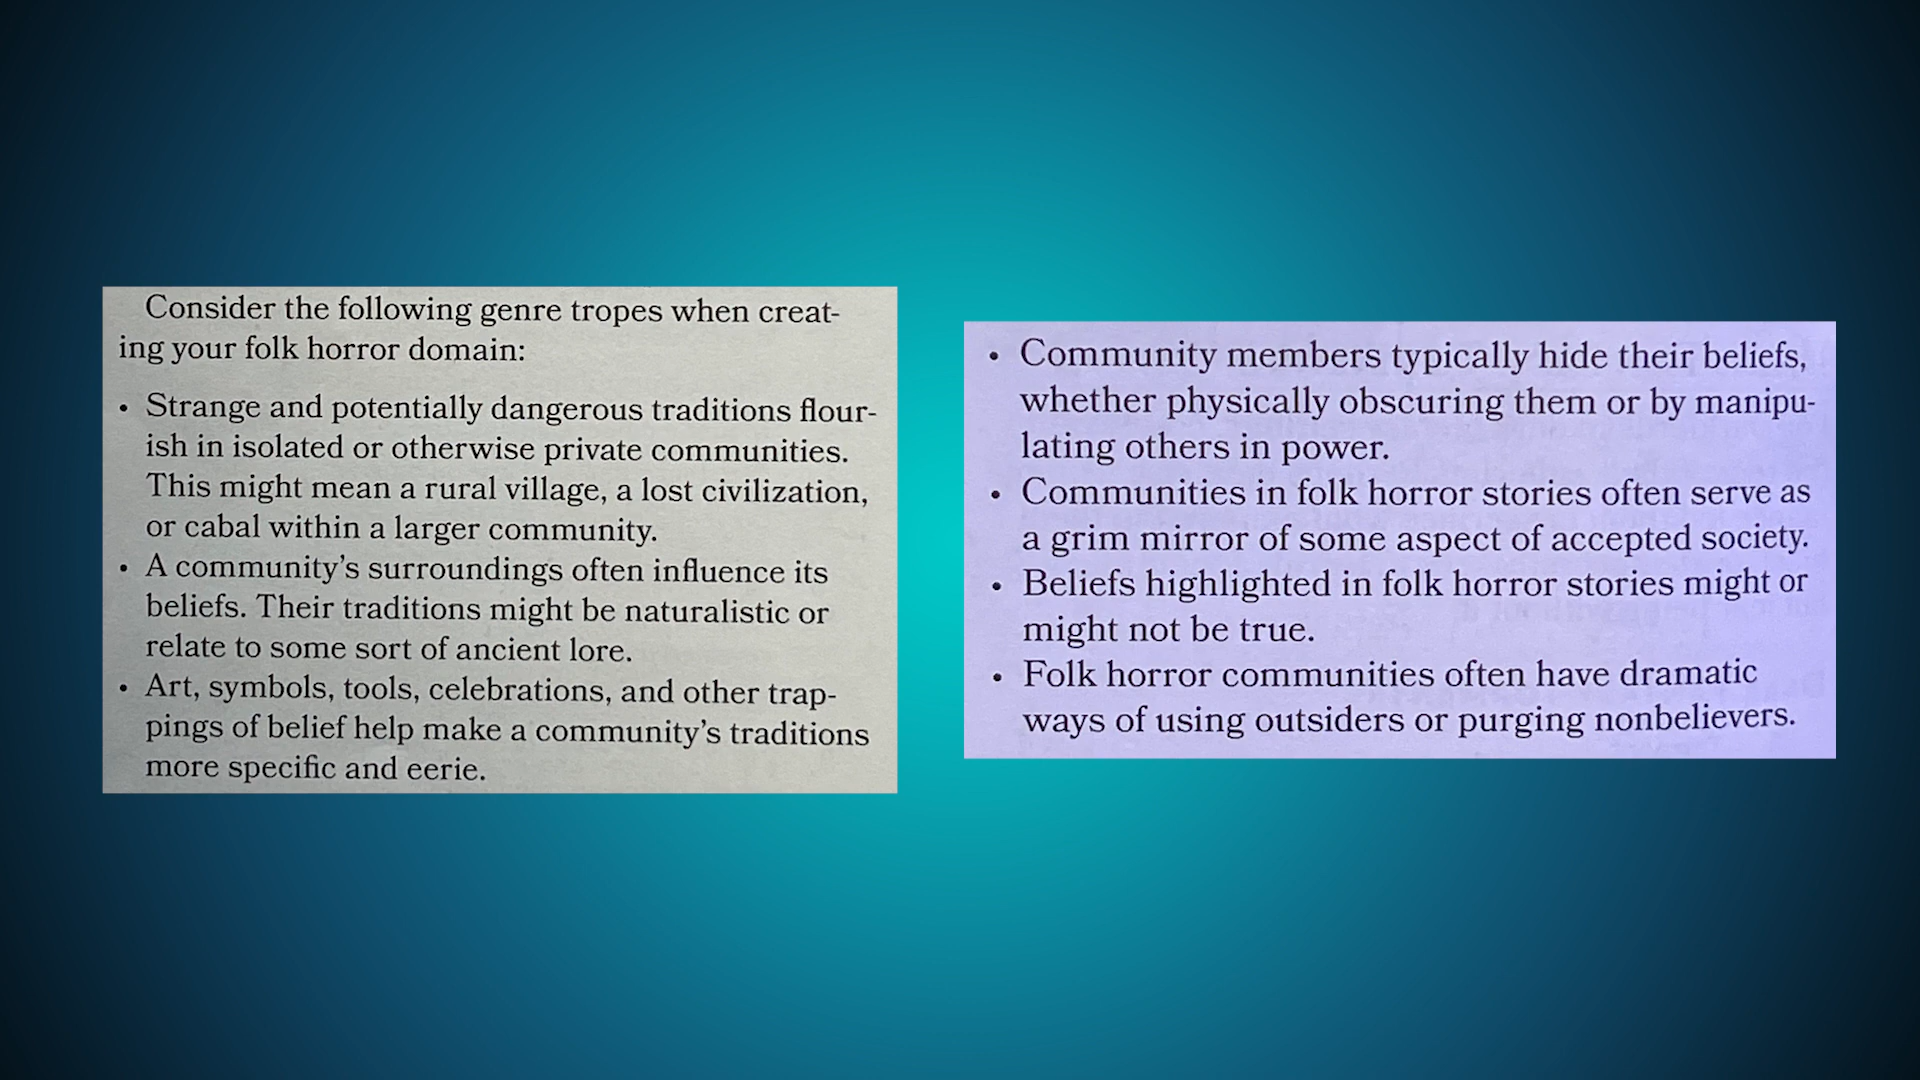 Consider the following genre tropes when creat-
ing your folk horror domain:
• Strange and potentially dangerous traditions flour-
ish in isolated or otherwise private communities.
This might mean a rural village, a lost civilization,
or cabal within a larger community.
• A community's surroundings often influence its
beliefs. Their traditions might be naturalistic or
relate to some sort of ancient lore.
• Art, symbols, tools, celebrations, and other trap-
pings of belief help make a community's traditions
more specific and eerie.
• Community members typically hide their beliefs,
whether physically obscuring them or by manipu-
lating others in power.
• Communities in folk horror stories often serve as
a grim mirror of some aspect of accepted society.
• Beliefs highlighted in folk horror stories might or
might not be true.
• Folk horror communities often have dramatic
ways of using outsiders or purging nonbelievers.